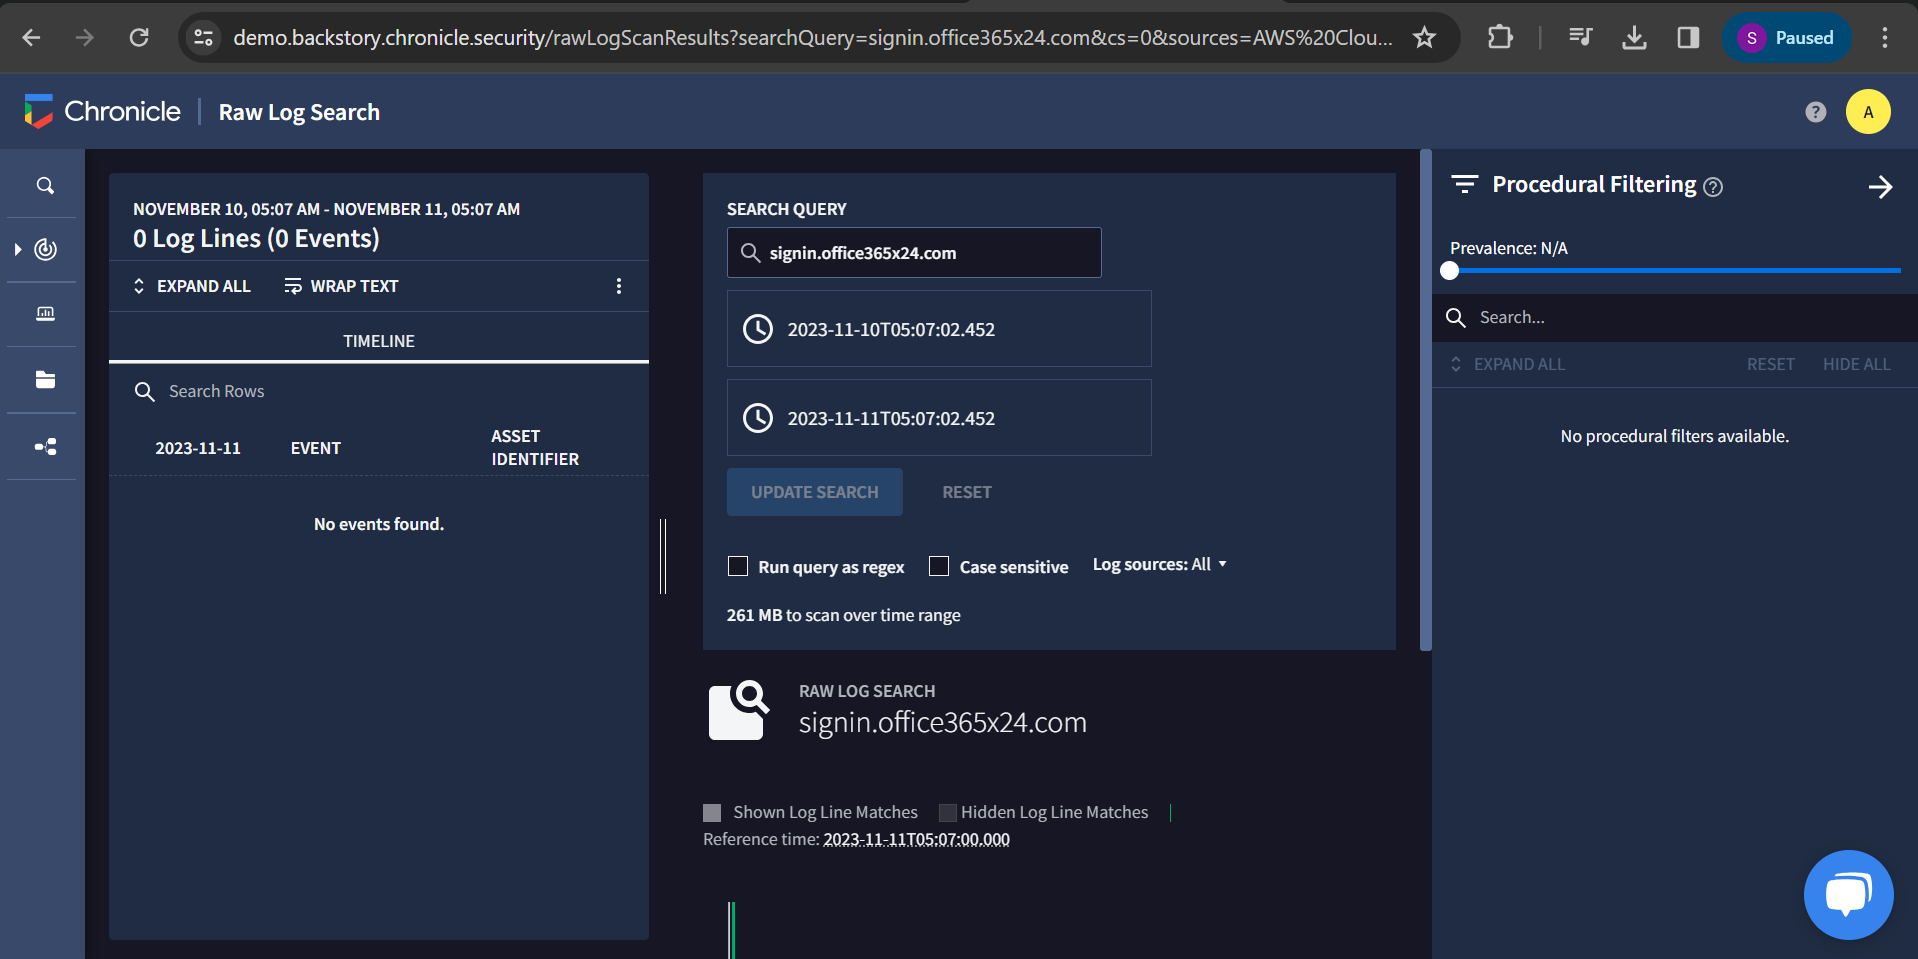 demo.backstory.chronicle.security/rawLogScanResults?searchQuery=signin.office365x24.com&cs=0&sources=AWS%20Clou...
S Paused
Chronicle | Raw Log Search
? A
NOVEMBER 10, 05:07 AM - NOVEMBER 11, 05:07 AM
0 Log Lines (0 Events)
EXPAND ALL WRAP TEXT
TIMELINE
Search Rows
2023-11-11 EVENT ASSET IDENTIFIER
No events found.
SEARCH QUERY
signin.office365x24.com
2023-11-10T05:07:02.452
2023-11-11T05:07:02.452
UPDATE SEARCH RESET
Run query as regex Case sensitive Log sources: All
261 MB to scan over time range
RAW LOG SEARCH
signin.office365x24.com
Shown Log Line Matches Hidden Log Line Matches
Reference time: 2023-11-11T05:07:00.000
Procedural Filtering ?
Prevalence: N/A
Search...
EXPAND ALL RESET HIDE ALL
No procedural filters available.